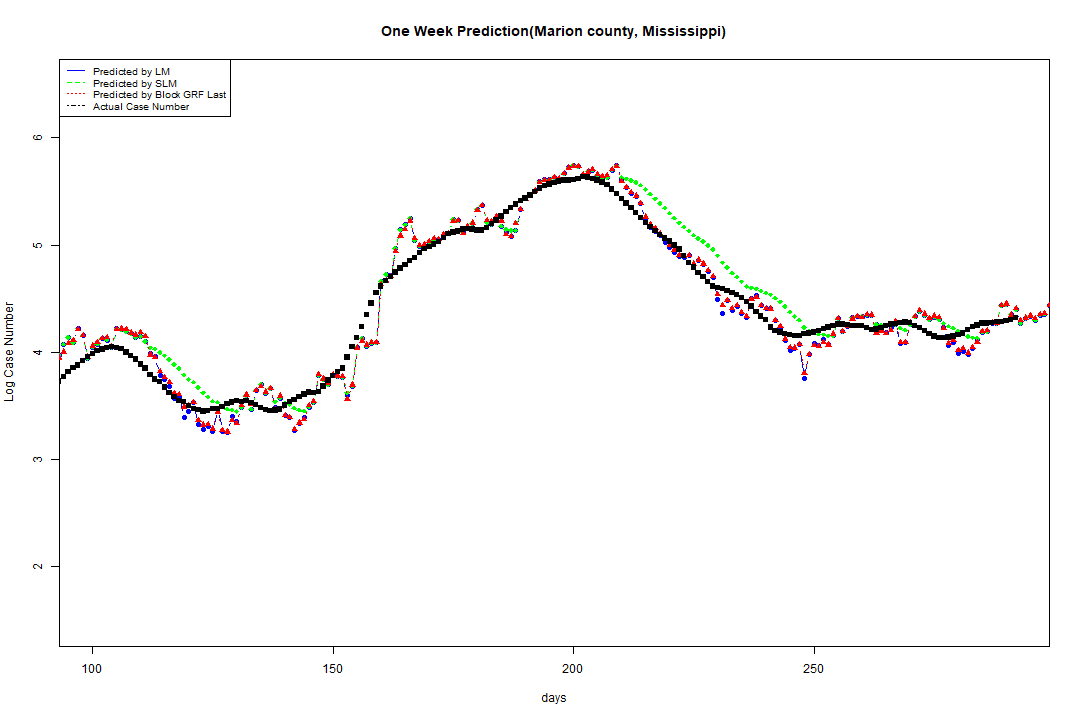 One Week Prediction(Marion county, Mississippi)
Predicted by LM
Predicted by SLM
Predicted by Block GRF Last
Actual Case Number
6
5
4
3
2
Log Case Number
100 150 200 250
days